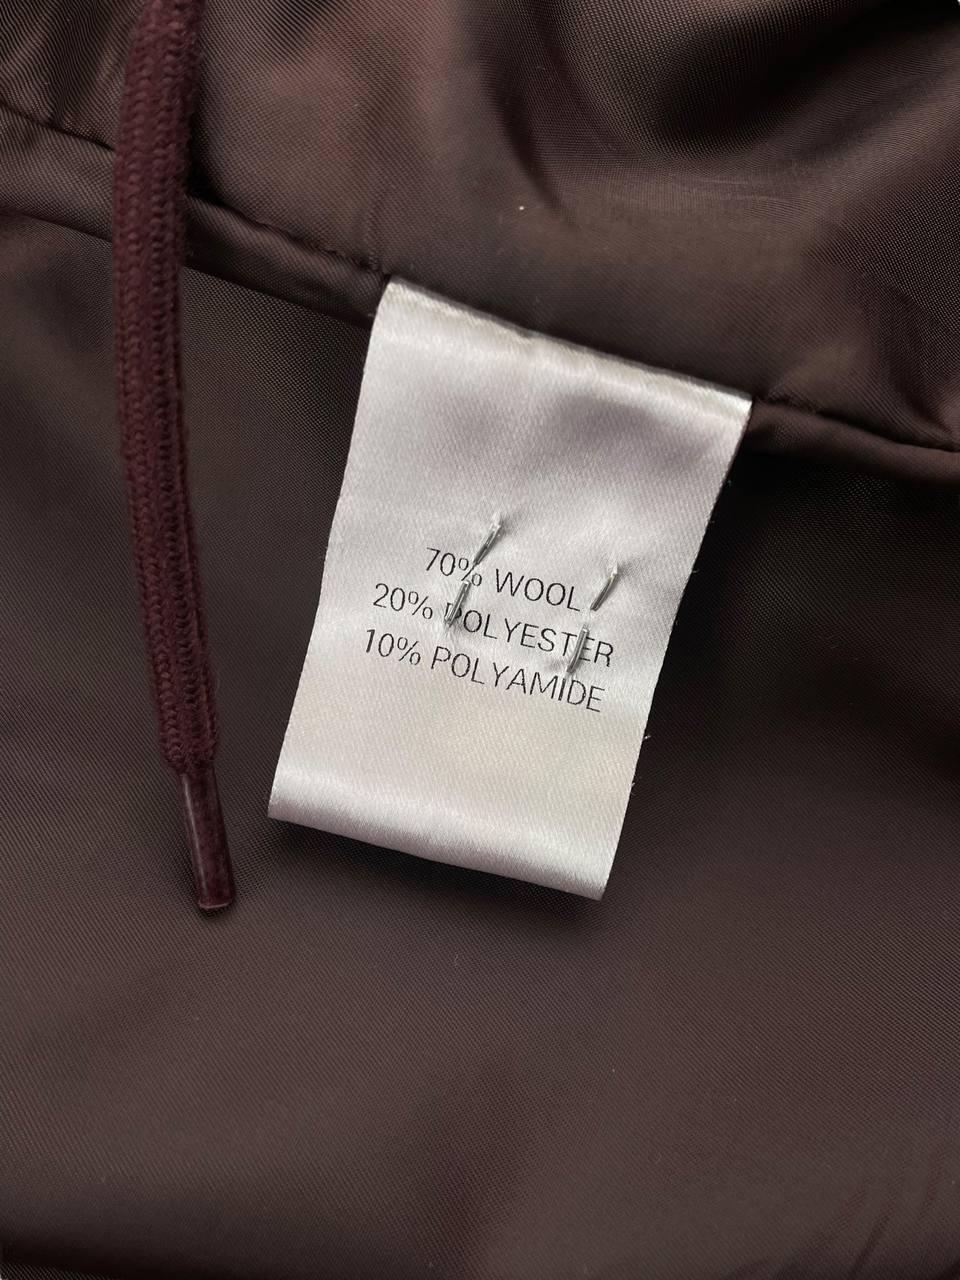 70% WOOL
20% POLYESTER
10% POLYAMIDE